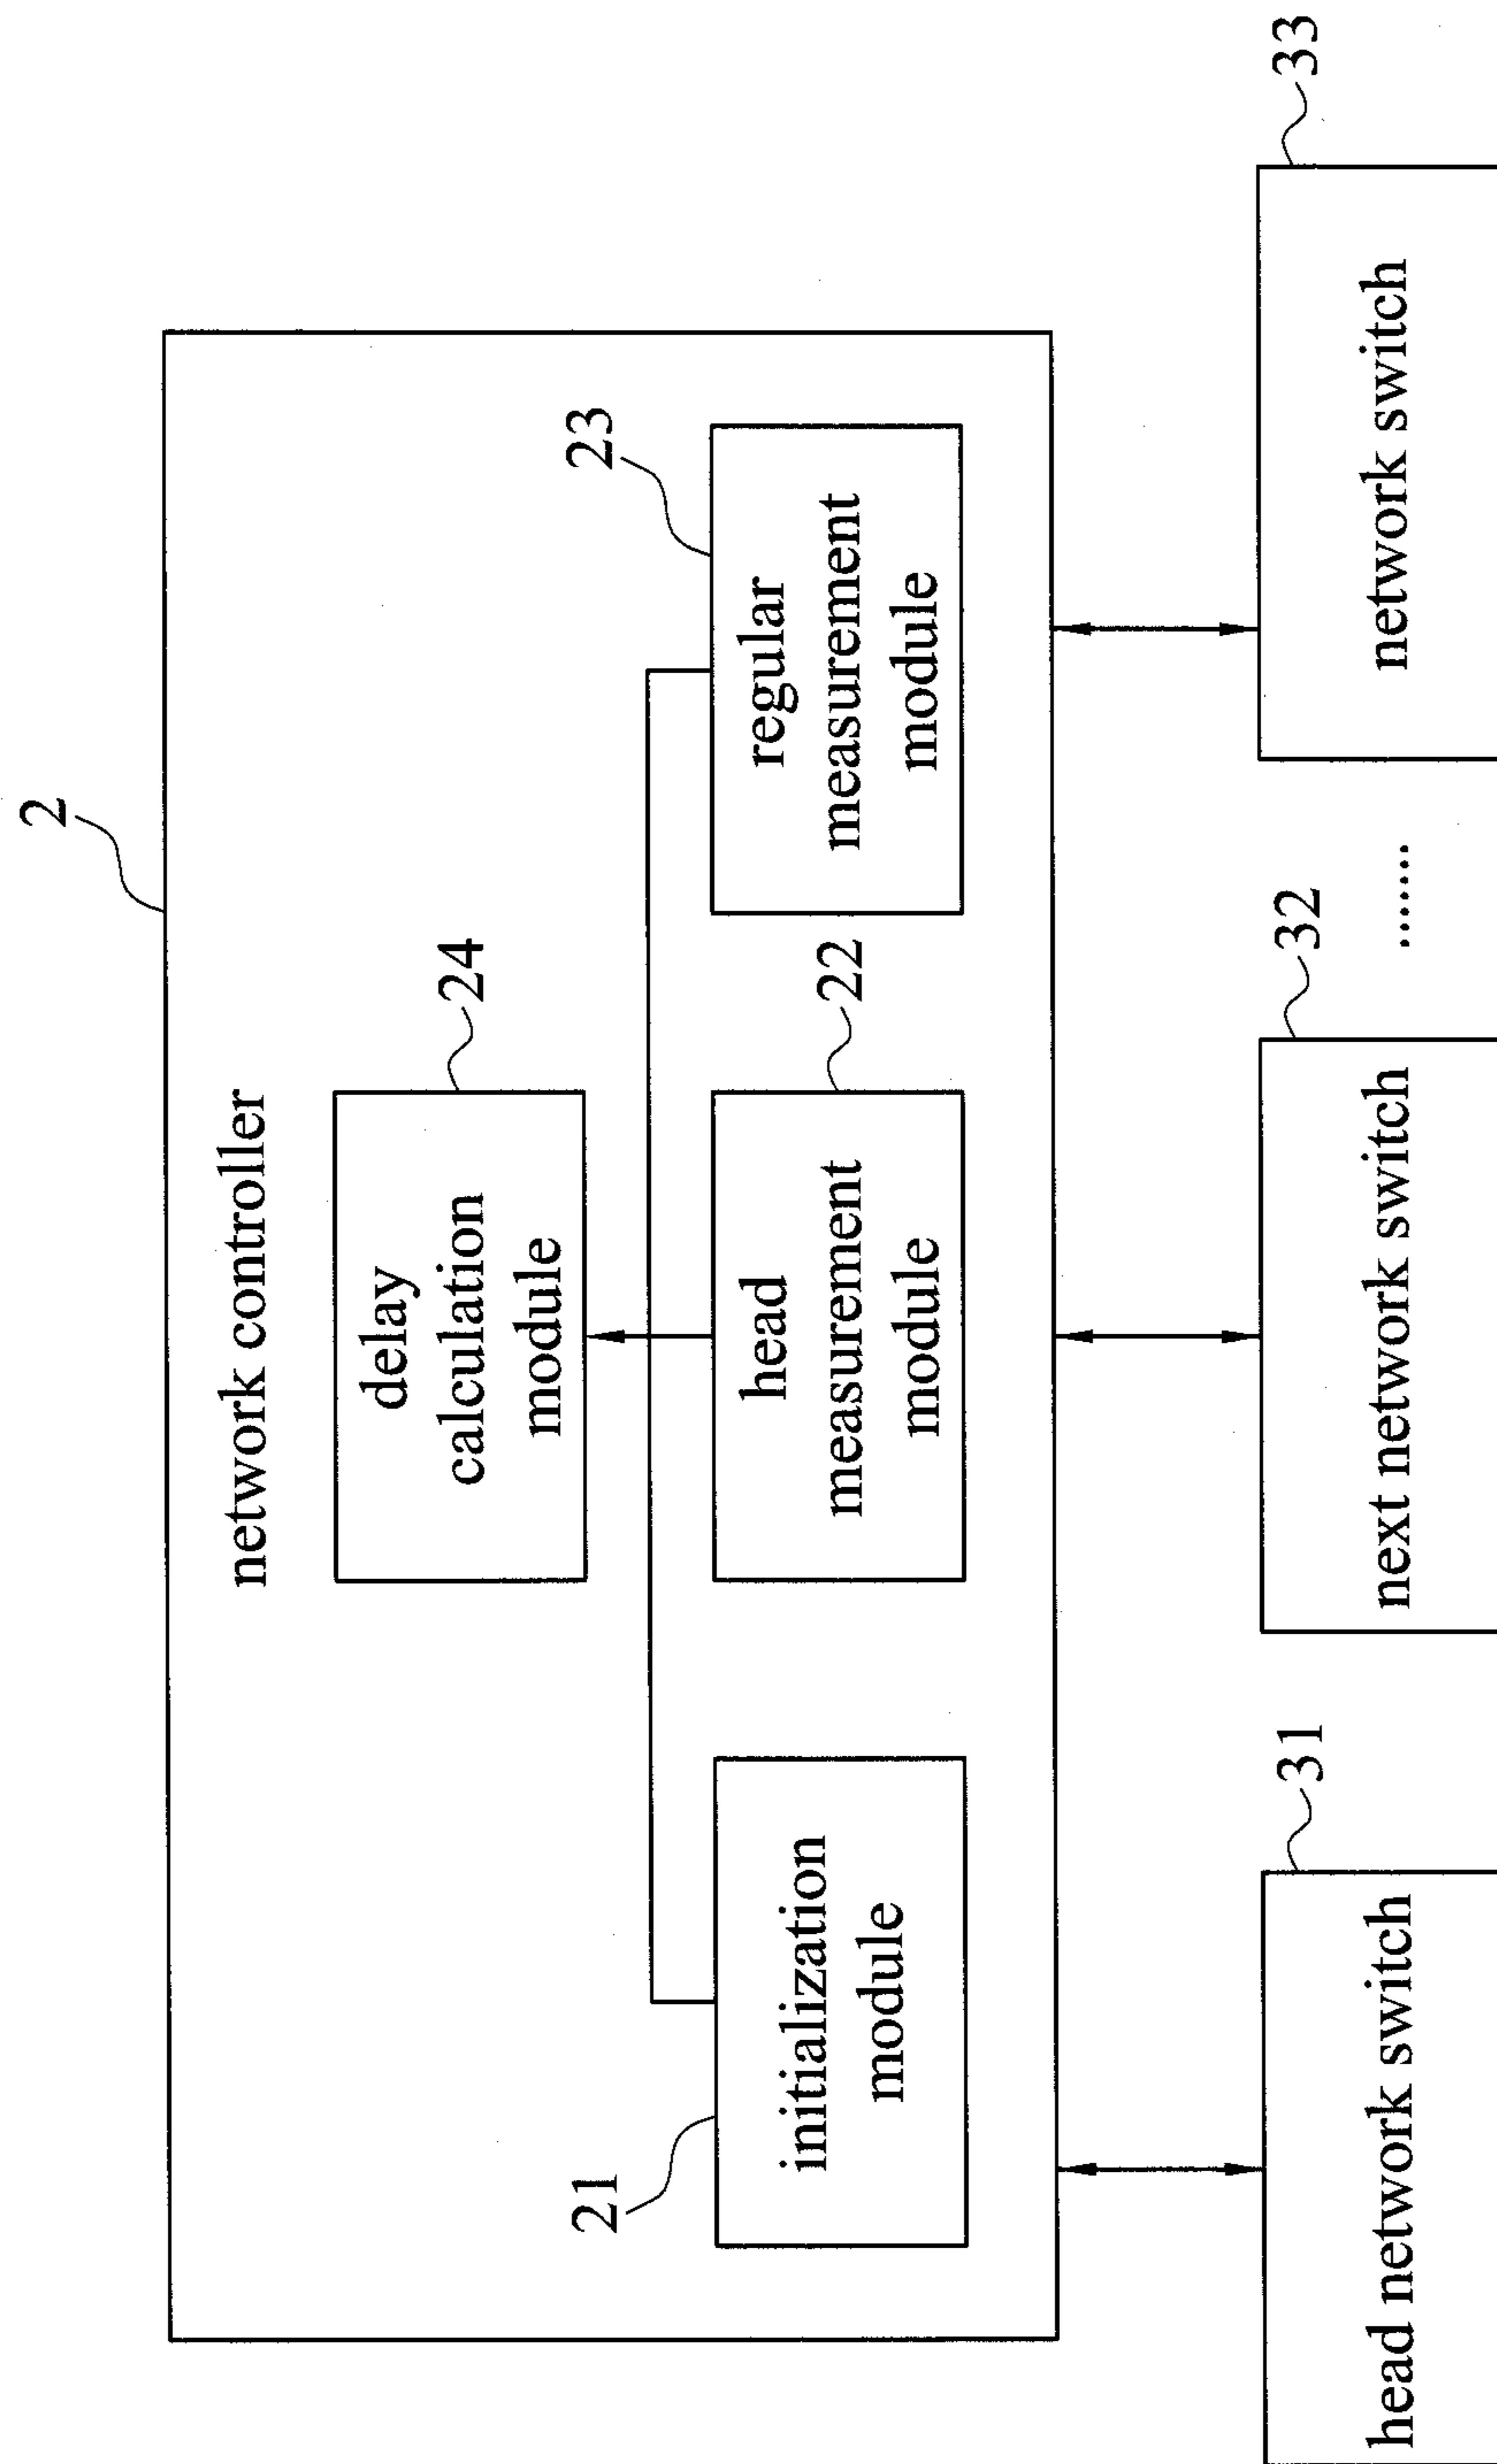 2
network controller
24
delay
calculation
module
21
initialization
module
22
head
measurement
module
23
regular
measurement
module
31
head network switch
32
next network switch
.......
33
network switch